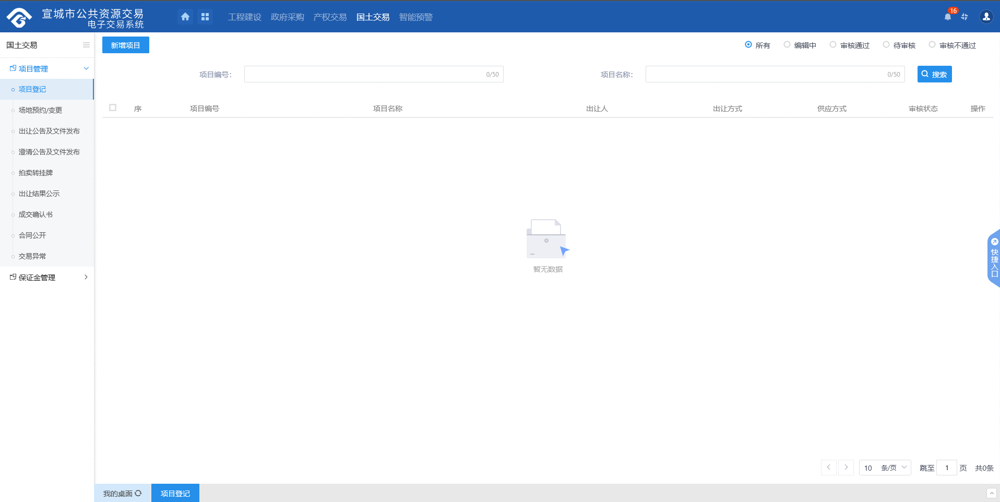 宣城市公共资源交易
电子交易系统
工程建设 政府采购 产权交易 国土交易 智能预警
16
国土交易
新增项目
所有 编辑中 审核通过 待审核 审核不通过
项目管理
项目编号： 0/50 项目名称： 0/50 搜索
项目登记
场地预约/变更
序 项目编号 项目名称 出让人 出让方式 供应方式 审核状态 操作
出让公告及文件发布
澄清公告及文件发布
拍卖转挂牌
出让结果公示
成交确认书
合同公开
交易异常
保证金管理
暂无数据
快捷入口
10 条/页 跳至 1 页 共0条
我的桌面 项目登记